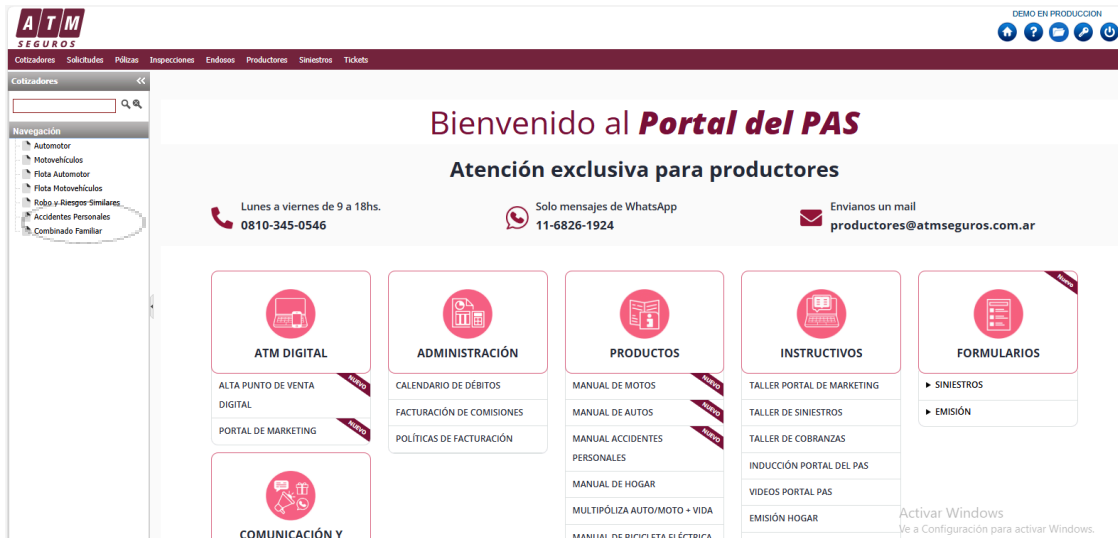 ATM
SEGUROS
DEMO EN PRODUCCION
Cotizadores Solicitudes Pólizas Inspecciones Endosos Productores Siniestros Tickets
Cotizadores
Navegación
Automotor
Motovehículos
Flota Automotor
Flota Motovehículos
Robo y Riesgos Similares
Accidentes Personales
Combinado Familiar
Bienvenido al Portal del PAS
Atención exclusiva para productores
Lunes a viernes de 9 a 18hs.
0810-345-0546
Solo mensajes de WhatsApp
11-6826-1924
Envianos un mail
productores@atmseguros.com.ar
ATM DIGITAL
ALTA PUNTO DE VENTA
DIGITAL
NUEVO
PORTAL DE MARKETING
NUEVO
COMUNICACIÓN Y
ADMINISTRACIÓN
CALENDARIO DE DÉBITOS
FACTURACIÓN DE COMISIONES
POLÍTICAS DE FACTURACIÓN
PRODUCTOS
MANUAL DE MOTOS
NUEVO
MANUAL DE AUTOS
NUEVO
MANUAL ACCIDENTES
PERSONALES
NUEVO
MANUAL DE HOGAR
MULTIPÓLIZA AUTO/MOTO + VIDA
MANUAL DE BICICLETA ELÉCTRICA
INSTRUCTIVOS
TALLER PORTAL DE MARKETING
TALLER DE SINIESTROS
TALLER DE COBRANZAS
INDUCCIÓN PORTAL DEL PAS
VIDEOS PORTAL PAS
EMISIÓN HOGAR
Nuevo
FORMULARIOS
SINIESTROS
EMISIÓN
Activar Windows
Ve a Configuración para activar Windows.